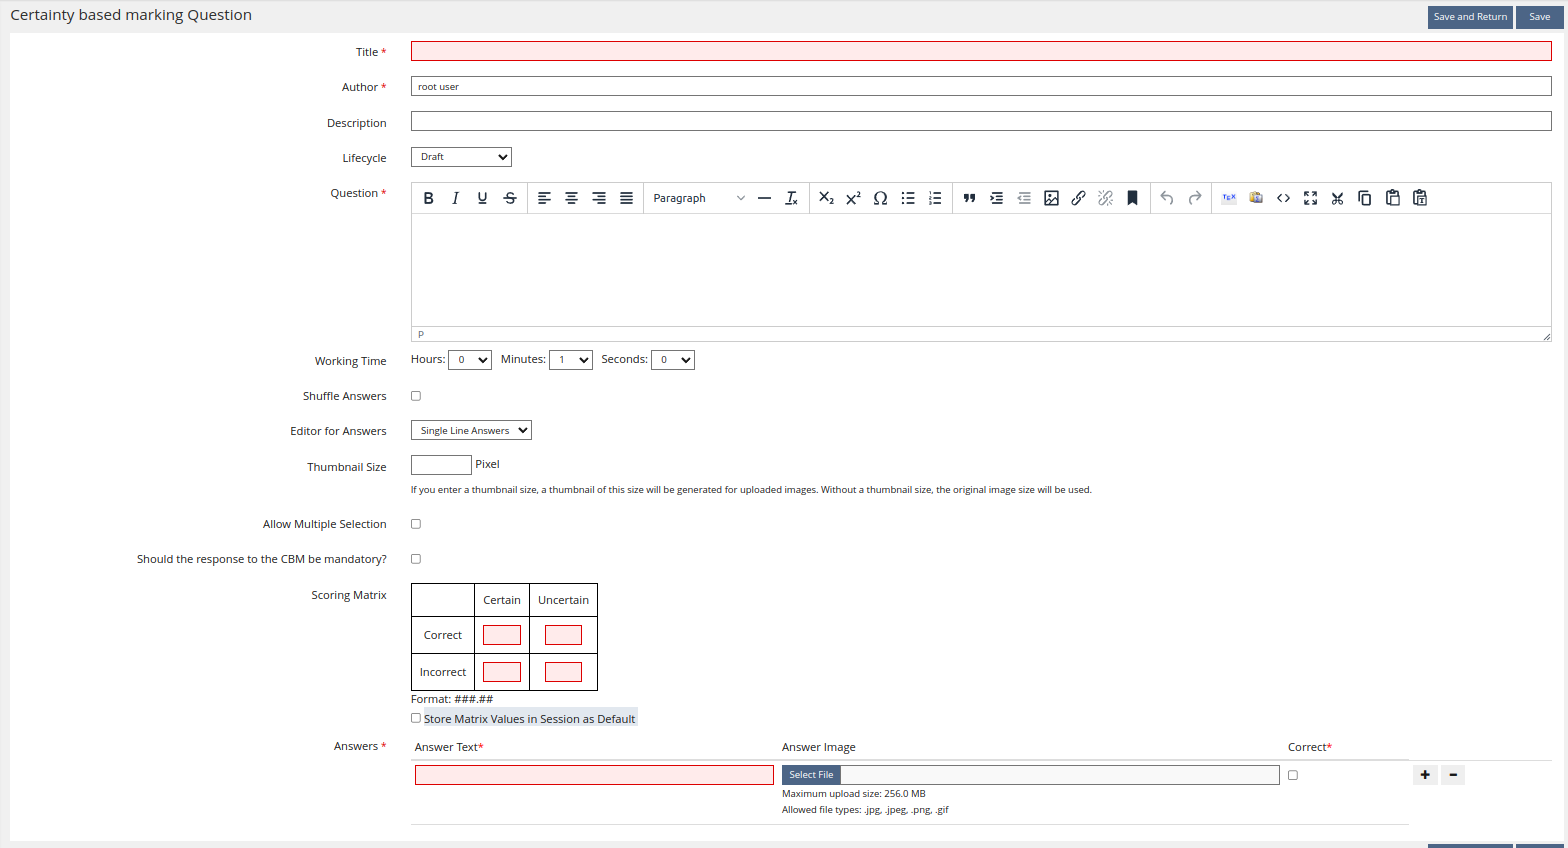 Certainty based marking Question
Save and Return Save
Title *
Author * root user
Description
Lifecycle Draft
Question * B I U S Paragraph X₂ X² Ω TEX
P
Working Time Hours: 0 Minutes: 1 Seconds: 0
Shuffle Answers
Editor for Answers Single Line Answers
Thumbnail Size Pixel
If you enter a thumbnail size, a thumbnail of this size will be generated for uploaded images. Without a thumbnail size, the original image size will be used.
Allow Multiple Selection
Should the response to the CBM be mandatory?
Scoring Matrix Certain Uncertain
Correct
Incorrect
Format: ###.##
Store Matrix Values in Session as Default
Answers * Answer Text* Answer Image Correct*
Select File
Maximum upload size: 256.0 MB
Allowed file types: .jpg, .jpeg, .png, .gif